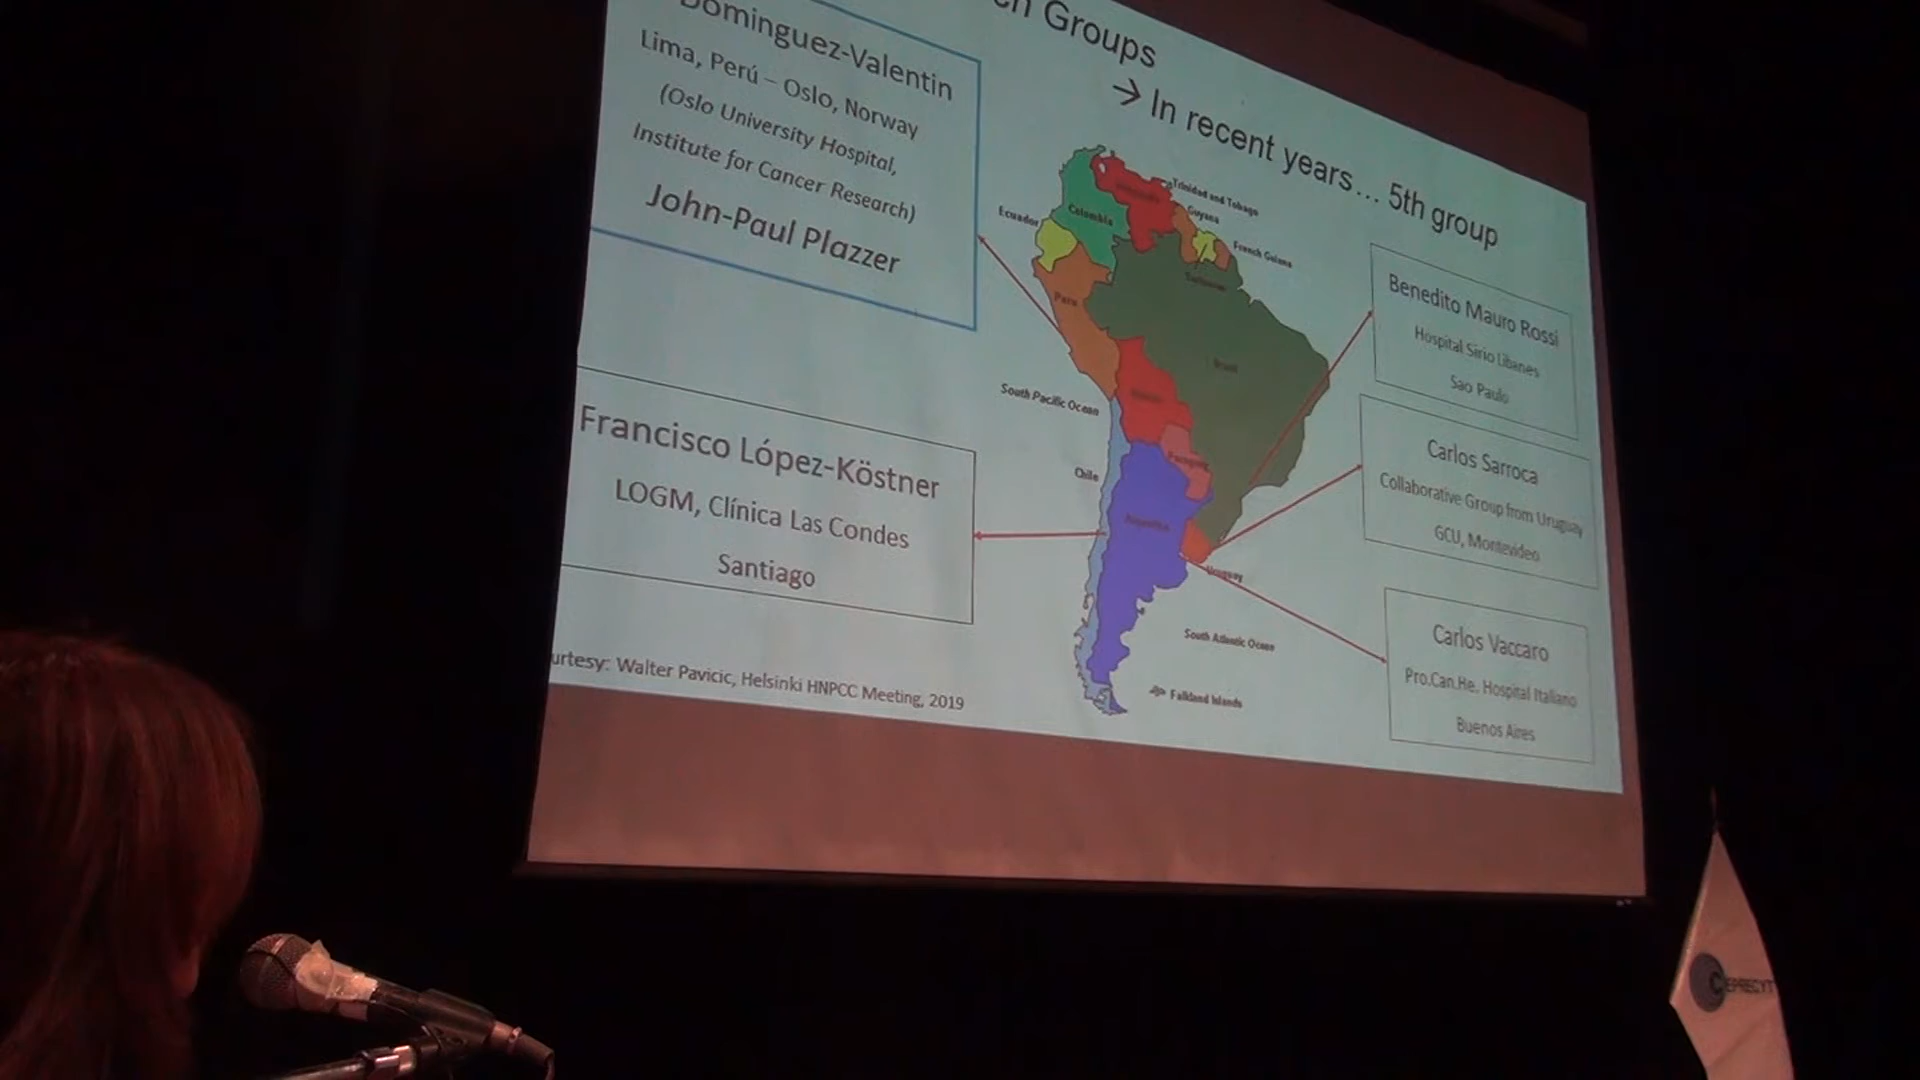 Groups
→ In recent years... 5th group
Dominguez-Valentin
Lima, Perú – Oslo, Norway
(Oslo University Hospital,
Institute for Cancer Research)
John-Paul Plazzer
Francisco López-Köstner
LOGM, Clínica Las Condes
Santiago
Benedito Mauro Rossi
Hospital Sirio Libanes
Sao Paulo
Carlos Sarroca
Collaborative Group from Uruguay
GCU, Montevideo
Carlos Vaccaro
Pro.Can.He. Hospital Italiano
Buenos Aires
Trinidad and Tobago
Guyana
French Guiana
Colombia
Ecuador
Peru
Brazil
South Pacific Ocean
Chile
Paraguay
Argentina
Uruguay
South Atlantic Ocean
Falkland Islands
urtesy: Walter Pavicic, Helsinki HNPCC Meeting, 2019
CEPRECYT